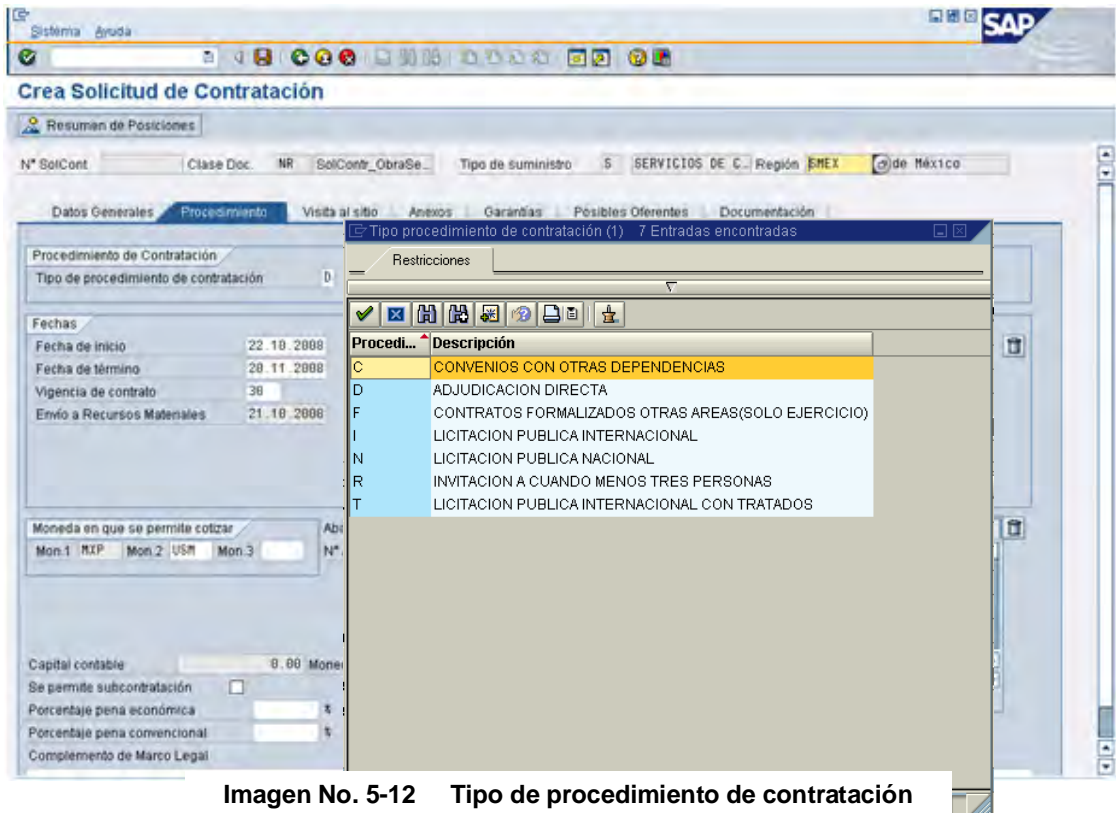 Sistema Ayuda
SAP
Crea Solicitud de Contratación
Resumen de Posiciones
N° SolCont Clase Doc. NR SolContr_ObraSe... Tipo de suministro S SERVICIOS DE C... Región SMEX de México
Datos Generales Procedimiento Visita al sitio Anexos Garantías Posibles Oferentes Documentación
Tipo procedimiento de contratación (1) 7 Entradas encontradas
Restricciones
Procedimiento de Contratación
Tipo de procedimiento de contratación D
Fechas
Fecha de inicio 22.10.2008
Fecha de término 20.11.2008
Vigencia de contrato 30
Envío a Recursos Materiales 21.10.2008
Procedi... Descripción
C CONVENIOS CON OTRAS DEPENDENCIAS
D ADJUDICACION DIRECTA
F CONTRATOS FORMALIZADOS OTRAS AREAS(SOLO EJERCICIO)
I LICITACION PUBLICA INTERNACIONAL
N LICITACION PUBLICA NACIONAL
R INVITACION A CUANDO MENOS TRES PERSONAS
T LICITACION PUBLICA INTERNACIONAL CON TRATADOS
Moneda en que se permite cotizar
Mon.1 MXP Mon.2 USM Mon.3
Capital contable 0.00
Se permite subcontratación
Porcentaje pena económica %
Porcentaje pena convencional %
Complemento de Marco Legal
Imagen No. 5-12 Tipo de procedimiento de contratación